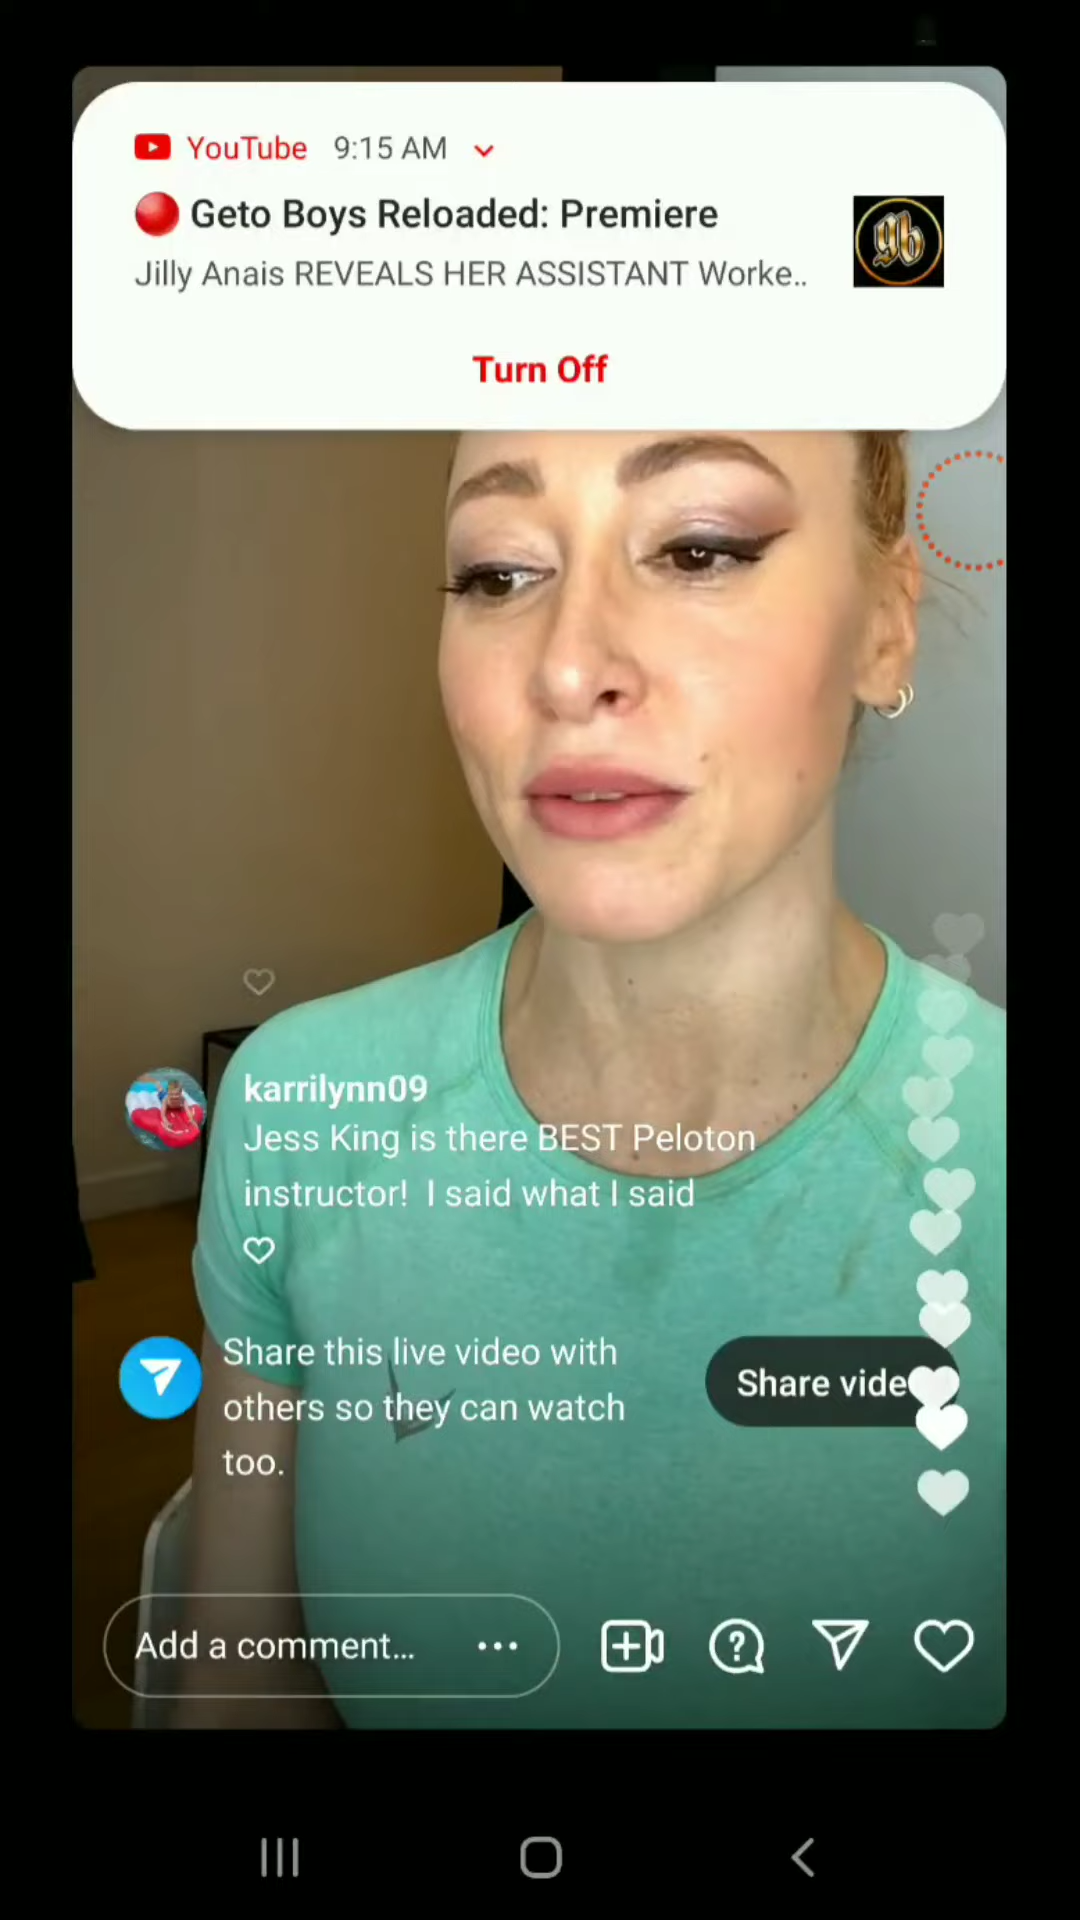 YouTube 9:15 AM
Geto Boys Reloaded: Premiere
gb
Jilly Anais REVEALS HER ASSISTANT Worke..
Turn Off
karrilynn09
Jess King is there BEST Peloton
instructor! I said what I said
Share this live video with
others so they can watch
too.
Share vide
Add a comment...